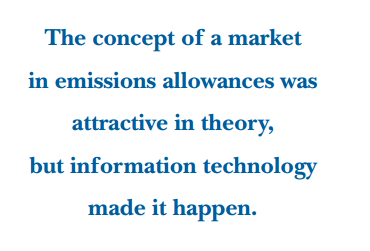 The concept of a market
in emissions allowances was
attractive in theory,
but information technology
made it happen.